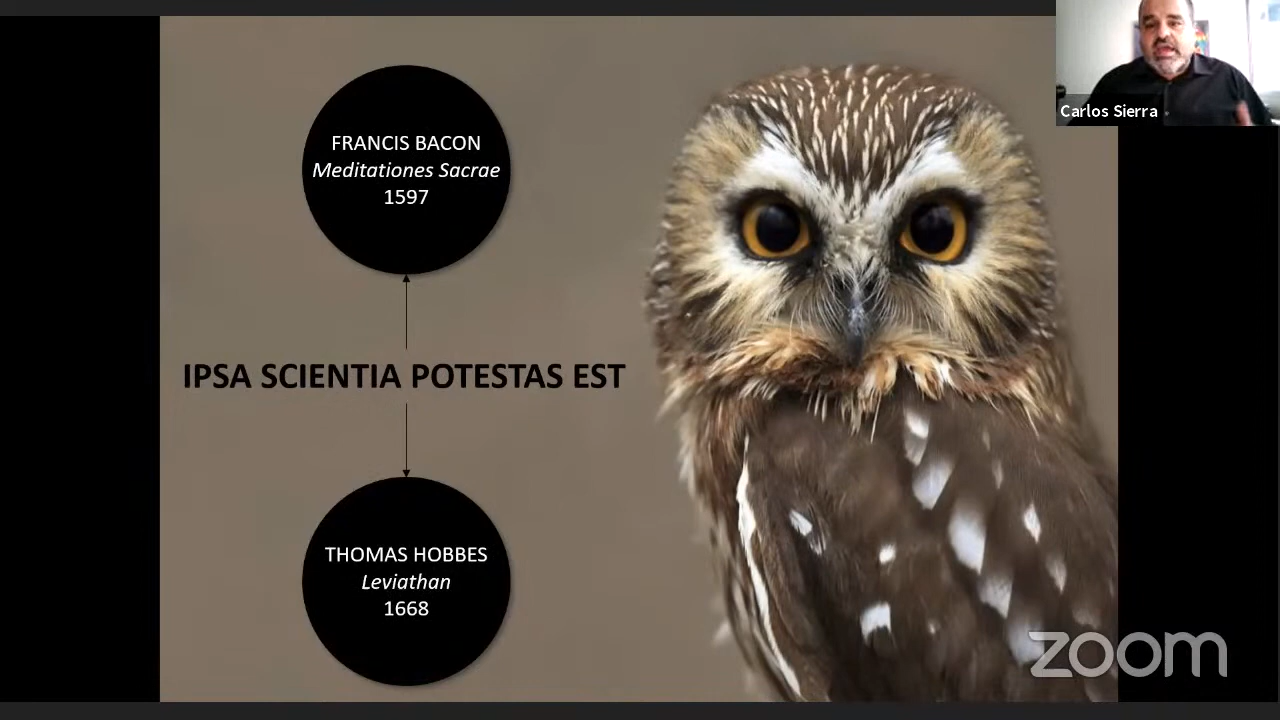 FRANCIS BACON
Meditationes Sacrae
1597
IPSA SCIENTIA POTESTAS EST
THOMAS HOBBES
Leviathan
1668
Carlos Sierra
zoom